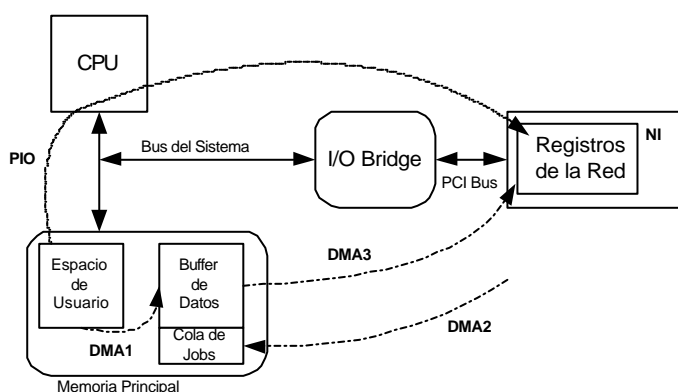 CPU
PIO
Bus del Sistema
I/O Bridge
PCI Bus
Registros
de la Red
NI
Espacio
de
Usuario
Buffer
de
Datos
Cola de
Jobs
DMA1
DMA3
DMA2
Memoria Principal